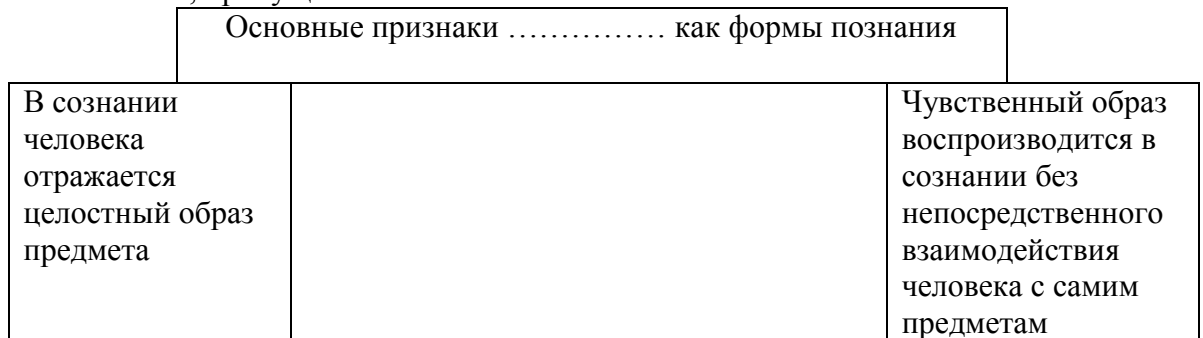 Основные признаки …………… как формы познания
В сознании
человека
отражается
целостный образ
предмета
Чувственный образ
воспроизводится в
сознании без
непосредственного
взаимодействия
человека с самим
предметам